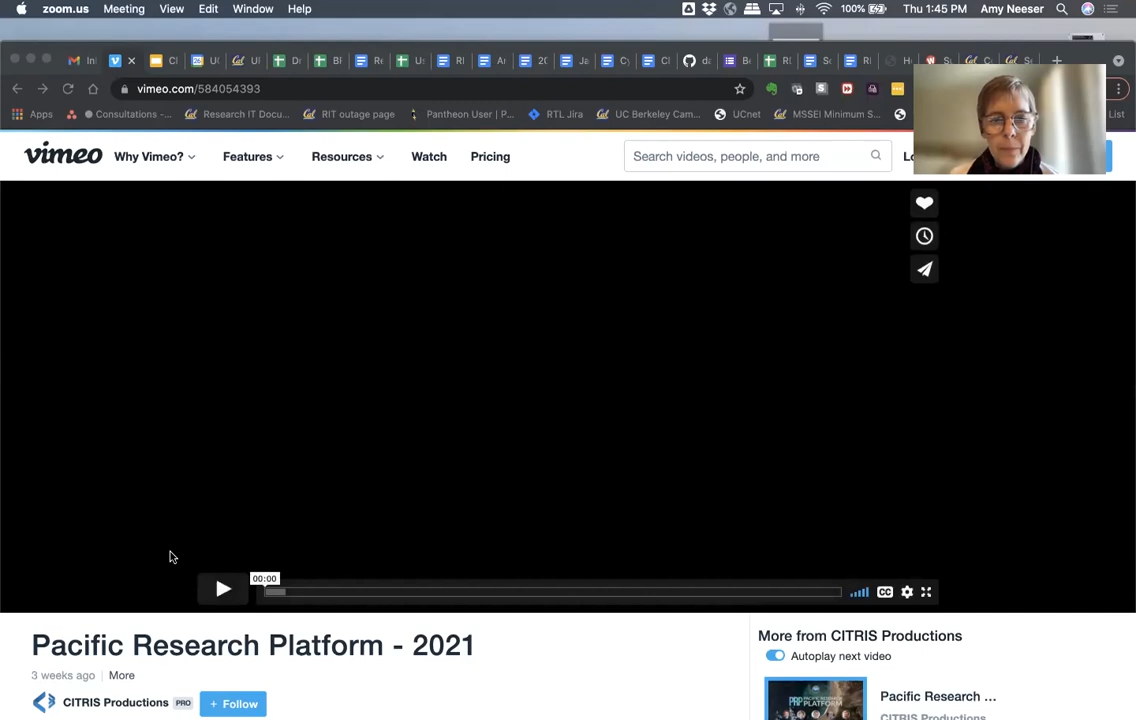 zoom.us Meeting View Edit Window Help 100% Thu 1:45 PM Amy Neeser
vimeo.com/584054393
Apps Consultations -... Research IT Docu... RIT outage page Pantheon User | P... RTL Jira UC Berkeley Cam... UCnet MSSEI Minimum S... List
vimeo Why Vimeo? Features Resources Watch Pricing Search videos, people, and more
00:00
CC
Pacific Research Platform - 2021
3 weeks ago More
CITRIS Productions PRO + Follow
More from CITRIS Productions
Autoplay next video
Pacific Research ...
CITRIS Productions